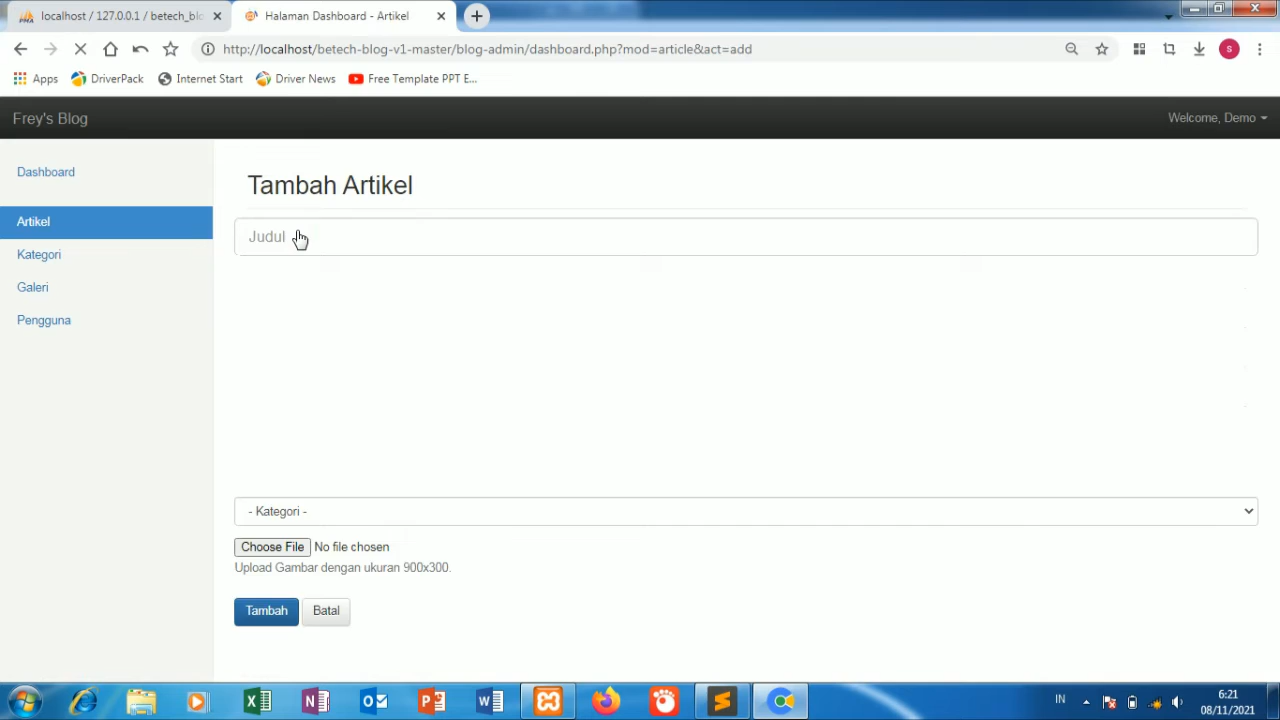 localhost / 127.0.0.1 / betech_blo
Halaman Dashboard - Artikel
http://localhost/betech-blog-v1-master/blog-admin/dashboard.php?mod=article&act=add
S
Apps
DriverPack
Internet Start
Driver News
Free Template PPT E...
Frey's Blog
Welcome, Demo
Dashboard
Artikel
Kategori
Galeri
Pengguna
Tambah Artikel
Judul
- Kategori -
Choose File No file chosen
Upload Gambar dengan ukuran 900x300.
Tambah
Batal
IN
6:21
08/11/2021